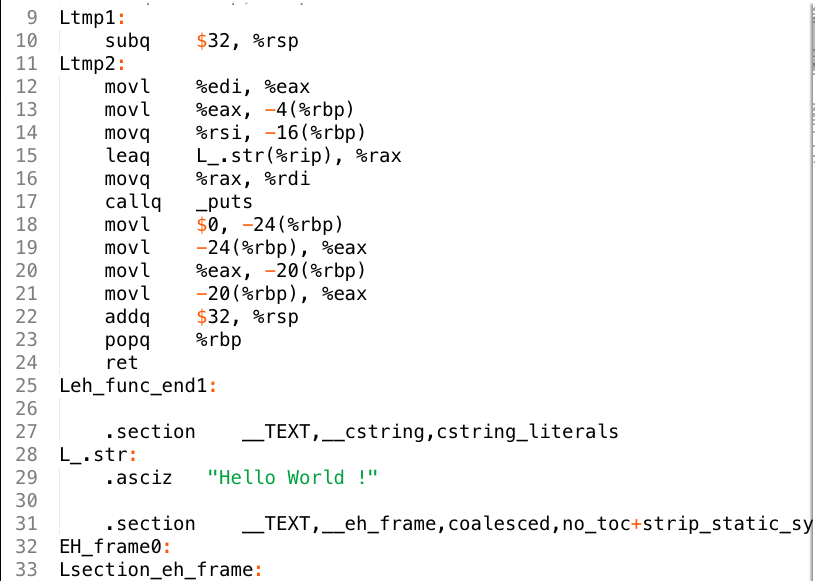 9 Ltmp1:
10 subq $32, %rsp
11 Ltmp2:
12 movl %edi, %eax
13 movl %eax, -4(%rbp)
14 movq %rsi, -16(%rbp)
15 leaq L_.str(%rip), %rax
16 movq %rax, %rdi
17 callq _puts
18 movl $0, -24(%rbp)
19 movl -24(%rbp), %eax
20 movl %eax, -20(%rbp)
21 movl -20(%rbp), %eax
22 addq $32, %rsp
23 popq %rbp
24 ret
25 Leh_func_end1:
26
27 .section __TEXT,__cstring,cstring_literals
28 L_.str:
29 .asciz "Hello World !"
30
31 .section __TEXT,__eh_frame,coalesced,no_toc+strip_static_sy
32 EH_frame0:
33 Lsection_eh_frame: